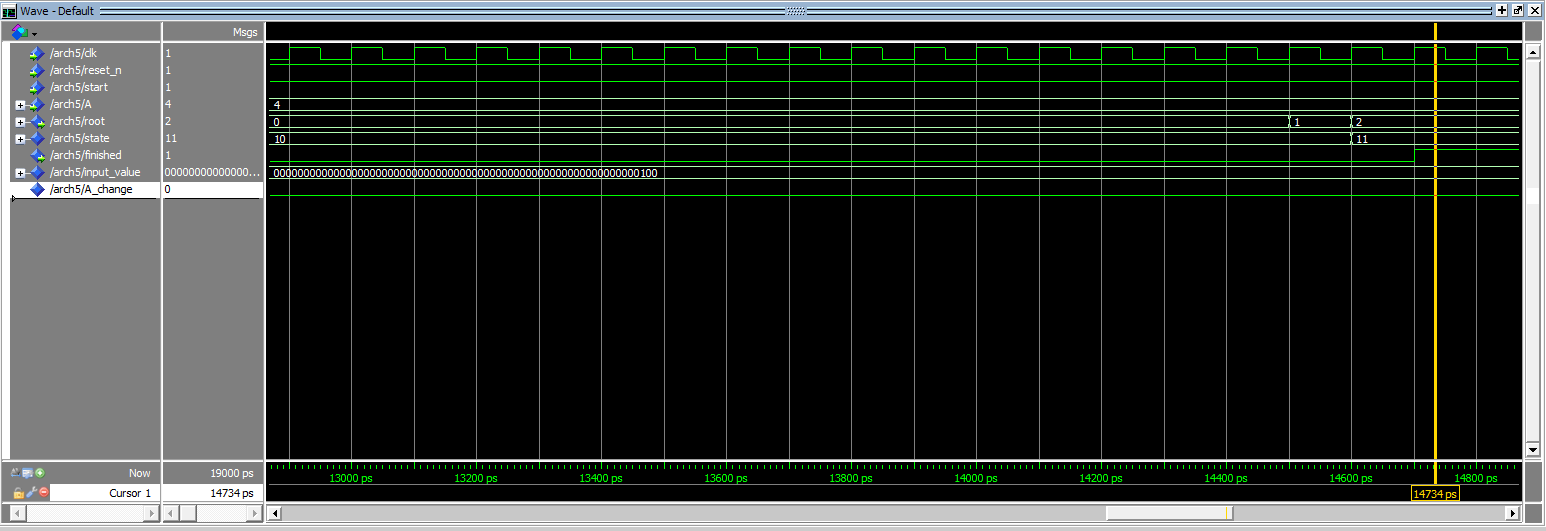 Wave - Default
Msgs
/arch5/clk 1
/arch5/reset_n 1
/arch5/start 1
/arch5/A 4 4
/arch5/root 2 0 1 2
/arch5/state 11 10 11
/arch5/finished 1
/arch5/input_value 00000000000000... 0000000000000000000000000000000000000000000000000000000000000100
/arch5/A_change 0
Now 19000 ps 13000 ps 13200 ps 13400 ps 13600 ps 13800 ps 14000 ps 14200 ps 14400 ps 14600 ps 14800 ps
Cursor 1 14734 ps 14734 ps